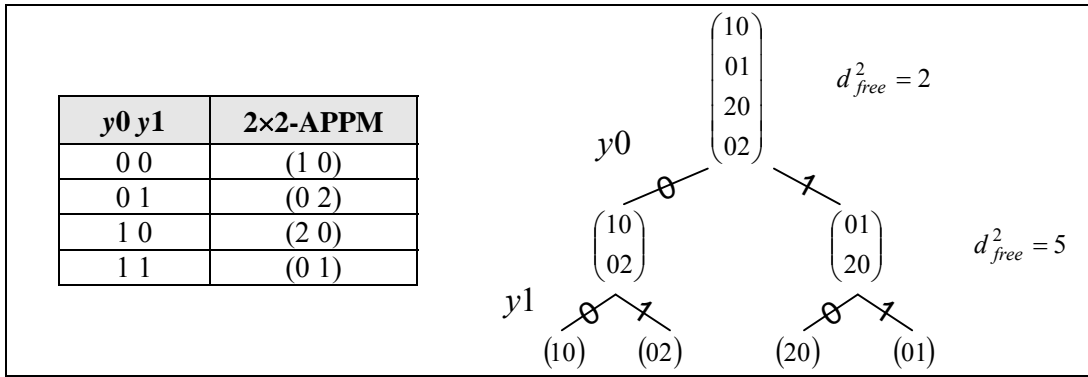 y0 y1 2×2-APPM
0 0 (1 0)
0 1 (0 2)
1 0 (2 0)
1 1 (0 1)
(10
01
20
02)
d²free = 2
y0
0 1
(10
02)
(01
20)
d²free = 5
y1
0 1 0 1
(10) (02) (20) (01)